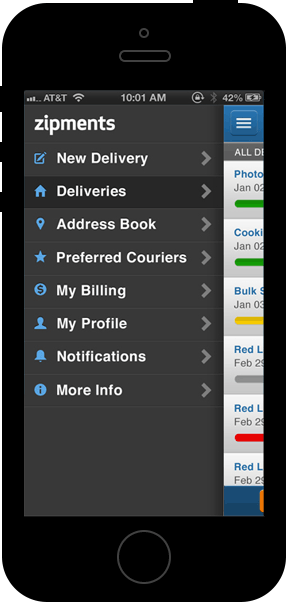 AT&T 10:01 AM 42%
zipments
New Delivery
Deliveries
Address Book
Preferred Couriers
My Billing
My Profile
Notifications
More Info
ALL DE
Photo
Jan 02
Cooki
Jan 02
Bulk S
Jan 03
Red L
Feb 29
Red L
Feb 29
Red L
Feb 29